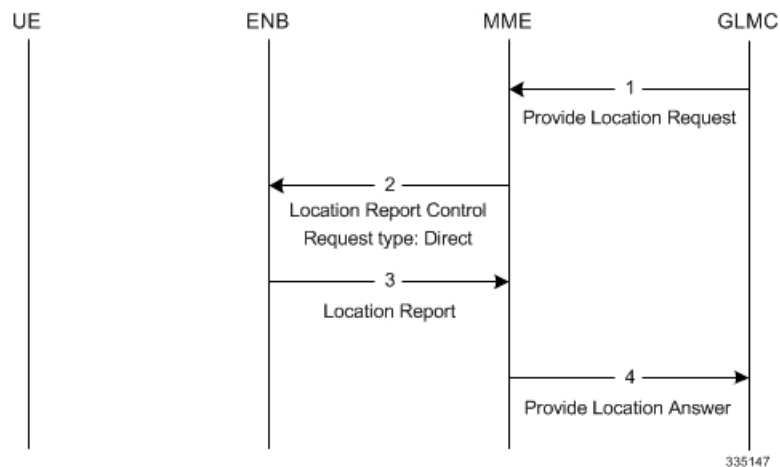 UE ENB MME GLMC
1
Provide Location Request
2
Location Report Control
Request type: Direct
3
Location Report
4
Provide Location Answer
335147